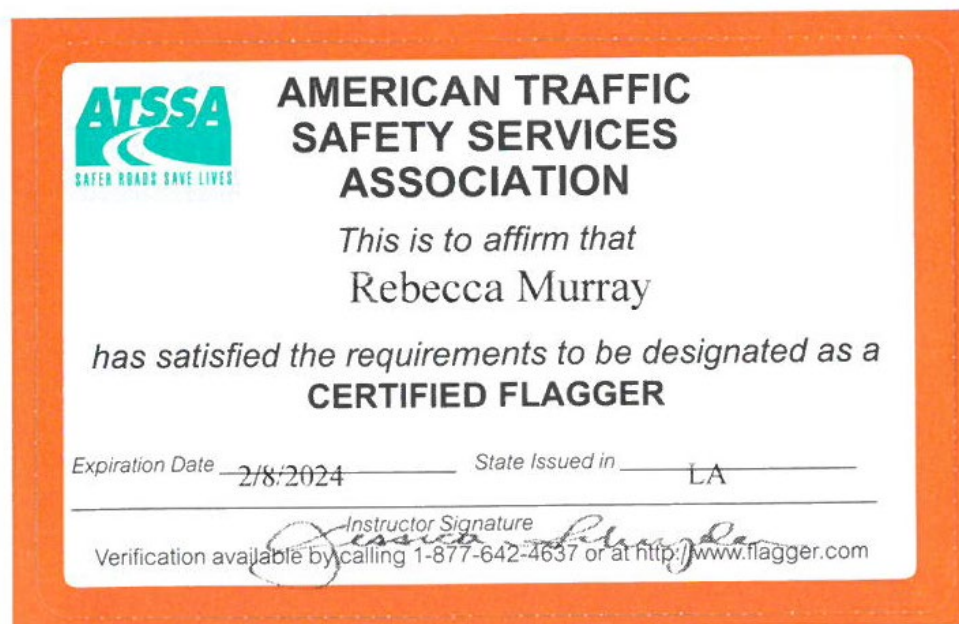 ATSSA
SAFER ROADS SAVE LIVES
AMERICAN TRAFFIC
SAFETY SERVICES
ASSOCIATION
This is to affirm that
Rebecca Murray
has satisfied the requirements to be designated as a
CERTIFIED FLAGGER
Expiration Date 2/8/2024 State Issued in LA
Instructor Signature
Jessica
Verification available by calling 1-877-642-4637 or at http://www.flagger.com